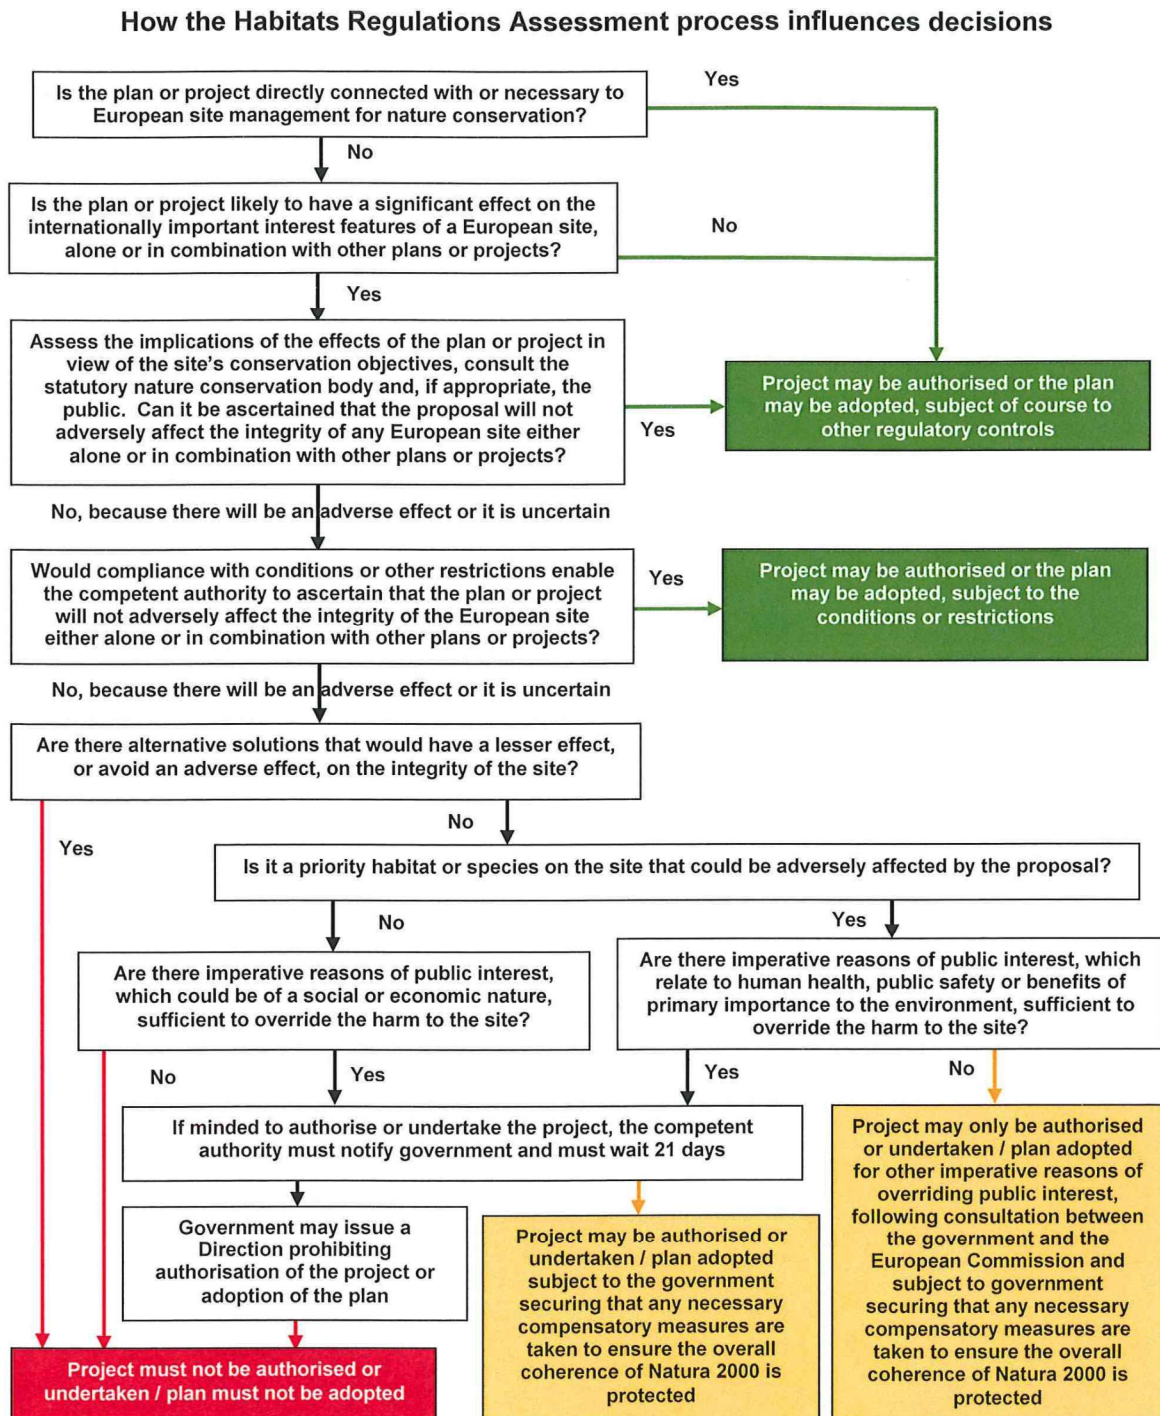 How the Habitats Regulations Assessment process influences decisions
Is the plan or project directly connected with or necessary to
European site management for nature conservation?
Yes
No
Is the plan or project likely to have a significant effect on the
internationally important interest features of a European site,
alone or in combination with other plans or projects?
No
Yes
Assess the implications of the effects of the plan or project in
view of the site's conservation objectives, consult the
statutory nature conservation body and, if appropriate, the
public. Can it be ascertained that the proposal will not
adversely affect the integrity of any European site either
alone or in combination with other plans or projects?
Yes
Project may be authorised or the plan
may be adopted, subject of course to
other regulatory controls
No, because there will be an adverse effect or it is uncertain
Would compliance with conditions or other restrictions enable
the competent authority to ascertain that the plan or project
will not adversely affect the integrity of the European site
either alone or in combination with other plans or projects?
Yes
Project may be authorised or the plan
may be adopted, subject to the
conditions or restrictions
No, because there will be an adverse effect or it is uncertain
Are there alternative solutions that would have a lesser effect,
or avoid an adverse effect, on the integrity of the site?
Yes
No
Is it a priority habitat or species on the site that could be adversely affected by the proposal?
No
Yes
Are there imperative reasons of public interest,
which could be of a social or economic nature,
sufficient to override the harm to the site?
Are there imperative reasons of public interest, which
relate to human health, public safety or benefits of
primary importance to the environment, sufficient to
override the harm to the site?
No
Yes
Yes
No
If minded to authorise or undertake the project, the competent
authority must notify government and must wait 21 days
Government may issue a
Direction prohibiting
authorisation of the project or
adoption of the plan
Project may be authorised or
undertaken / plan adopted
subject to the government
securing that any necessary
compensatory measures are
taken to ensure the overall
coherence of Natura 2000 is
protected
Project may only be authorised
or undertaken / plan adopted
for other imperative reasons of
overriding public interest,
following consultation between
the government and the
European Commission and
subject to government
securing that any necessary
compensatory measures are
taken to ensure the overall
coherence of Natura 2000 is
protected
Project must not be authorised or
undertaken / plan must not be adopted